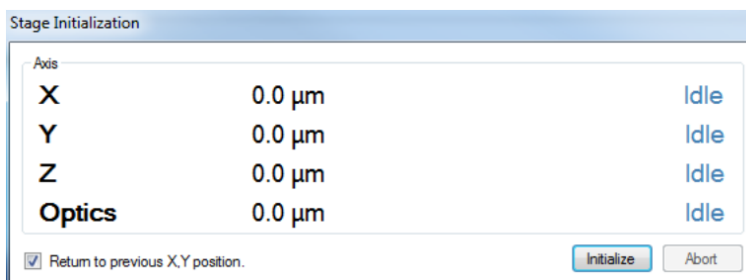 Stage Initialization
Axis
X 0.0 µm Idle
Y 0.0 µm Idle
Z 0.0 µm Idle
Optics 0.0 µm Idle
Return to previous X,Y position. Initialize Abort